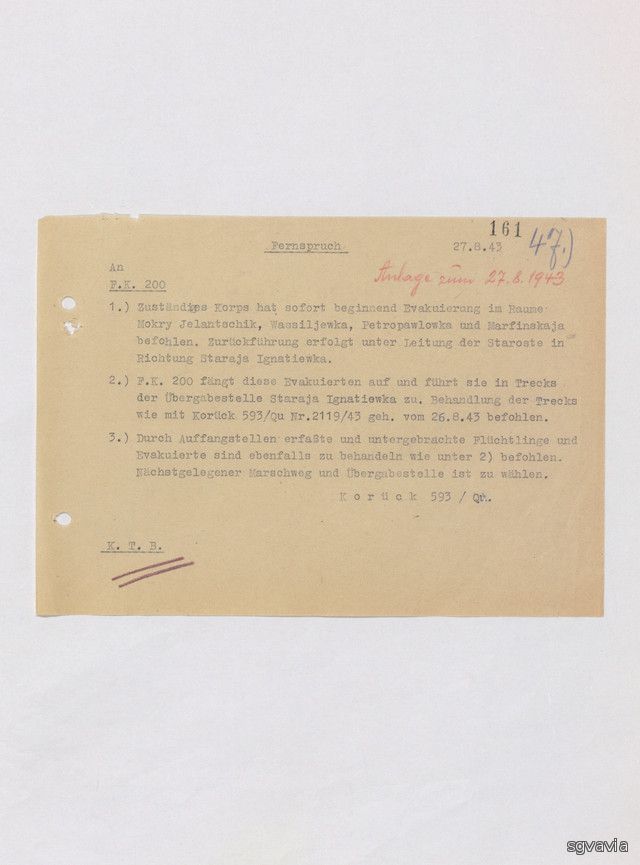 161
Fernspruch
27.8.43
47.)
Anlage zum 27.8.1943
An
F.K. 200
1.) Zuständiges Korps hat sofort beginnend Evakuierung im Raume
Mokry Jelantschik, Wassiljewka, Petropawlowka und Marfinskaja
befohlen. Zurückführung erfolgt unter Leitung der Staroste in
Richtung Staraja Ignatiewka.
2.) F.K. 200 fängt diese Evakuierten auf und führt sie in Trecks
der Übergabestelle Staraja Ignatiewka zu. Behandlung der Trecks
wie mit Korück 593/Qu Nr.2119/43 geh. vom 26.8.43 befohlen.
3.) Durch Auffangstellen erfaßte und untergebrachte Flüchtlinge und
Evakuierte sind ebenfalls zu behandeln wie unter 2) befohlen.
Nächstgelegener Marschweg und Übergabestelle ist zu wählen.
Korück 593 / Qu.
K. T. B.
sgvavia